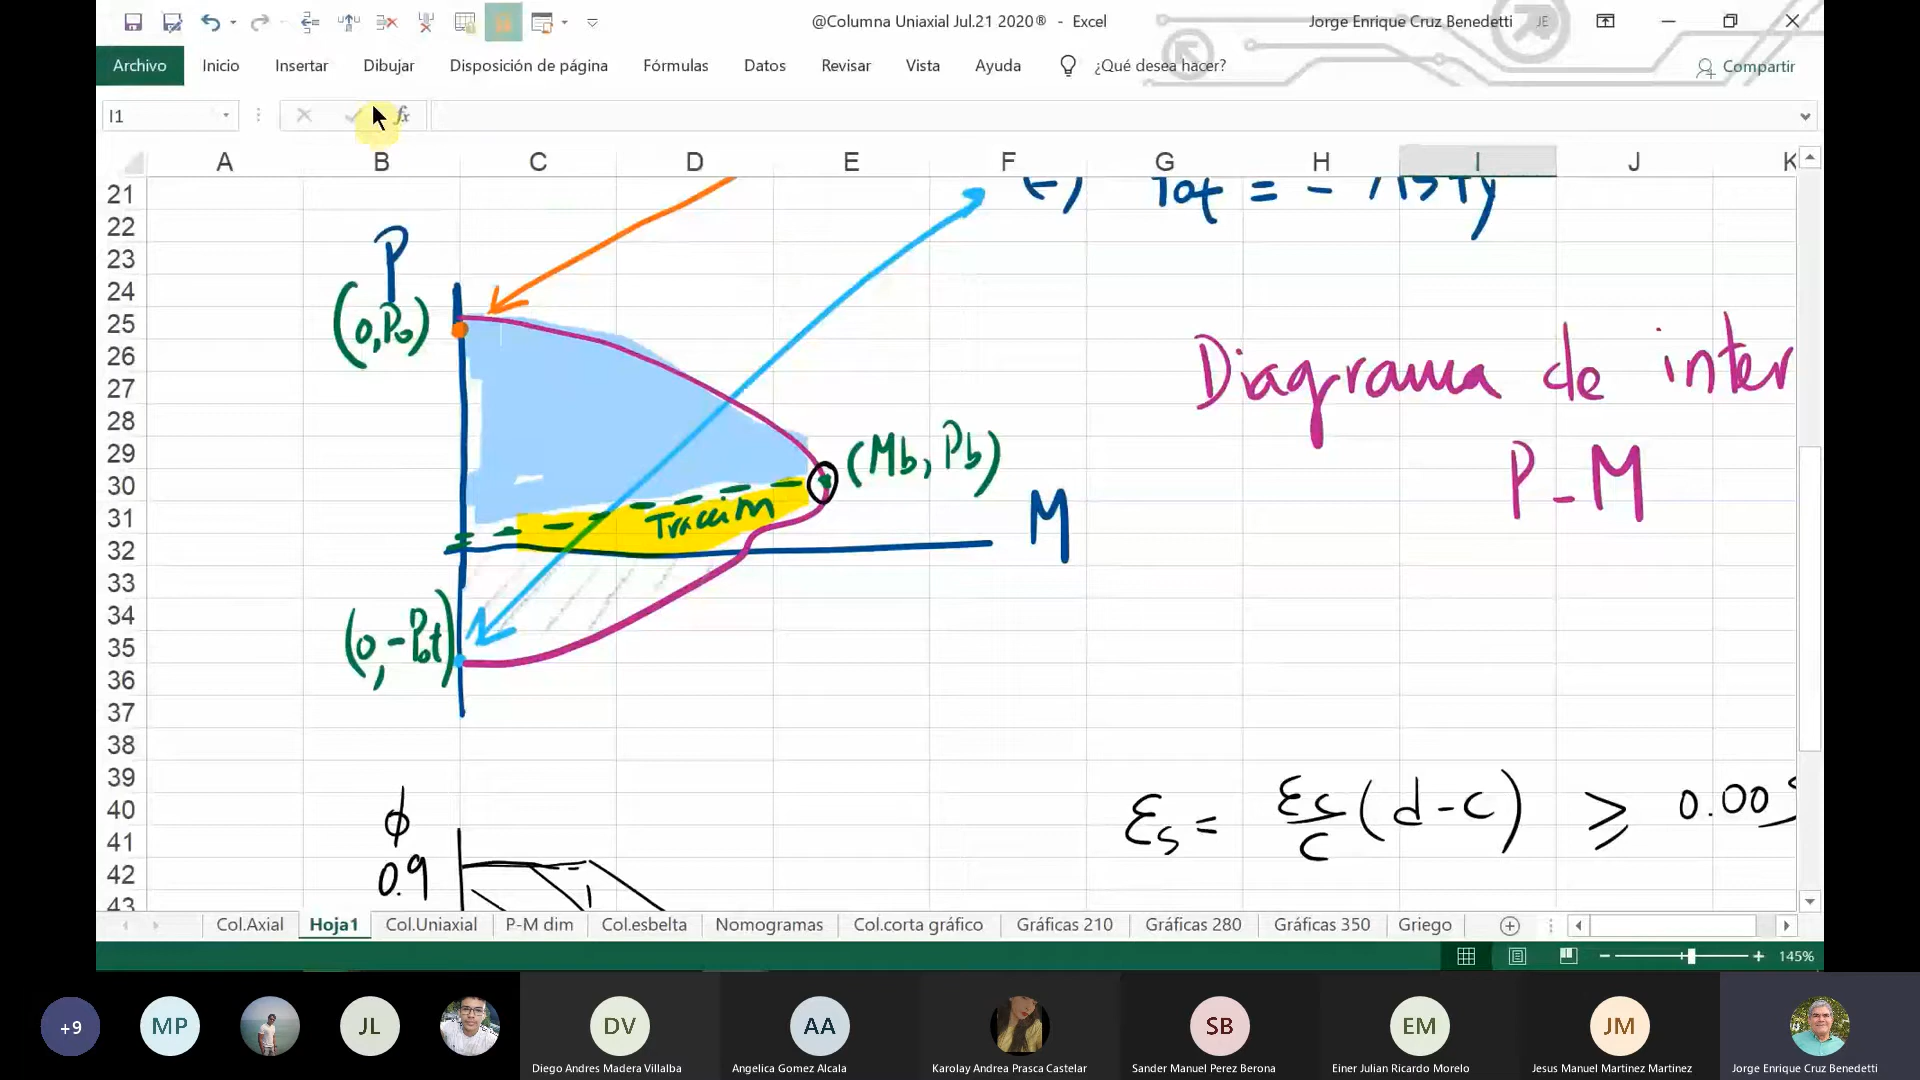 @Columna Uniaxial Jul.21 2020® - Excel
Jorge Enrique Cruz Benedetti
JE
Archivo Inicio Insertar Dibujar Disposición de página Fórmulas Datos Revisar Vista Ayuda ¿Qué desea hacer? Compartir
I1
fx
A B C D E F G H I J K
21
22
23
24
25
26
27
28
29
30
31
32
33
34
35
36
37
38
39
40
41
42
43
P
(0,Po)
(Mb, Pb)
Tracción
M
(0,-Pot)
Diagrama de inter
P-M
εs = εc/c (d-c) ≥ 0.005
ϕ
0.9
Col.Axial Hoja1 Col.Uniaxial P-M dim Col.esbelta Nomogramas Col.corta gráfico Gráficas 210 Gráficas 280 Gráficas 350 Griego
145%
+9 MP JL DV AA SB EM JM
Diego Andres Madera Villalba
Angelica Gomez Alcala
Karolay Andrea Prasca Castelar
Sander Manuel Perez Berona
Einer Julian Ricardo Morelo
Jesus Manuel Martinez Martinez
Jorge Enrique Cruz Benedetti